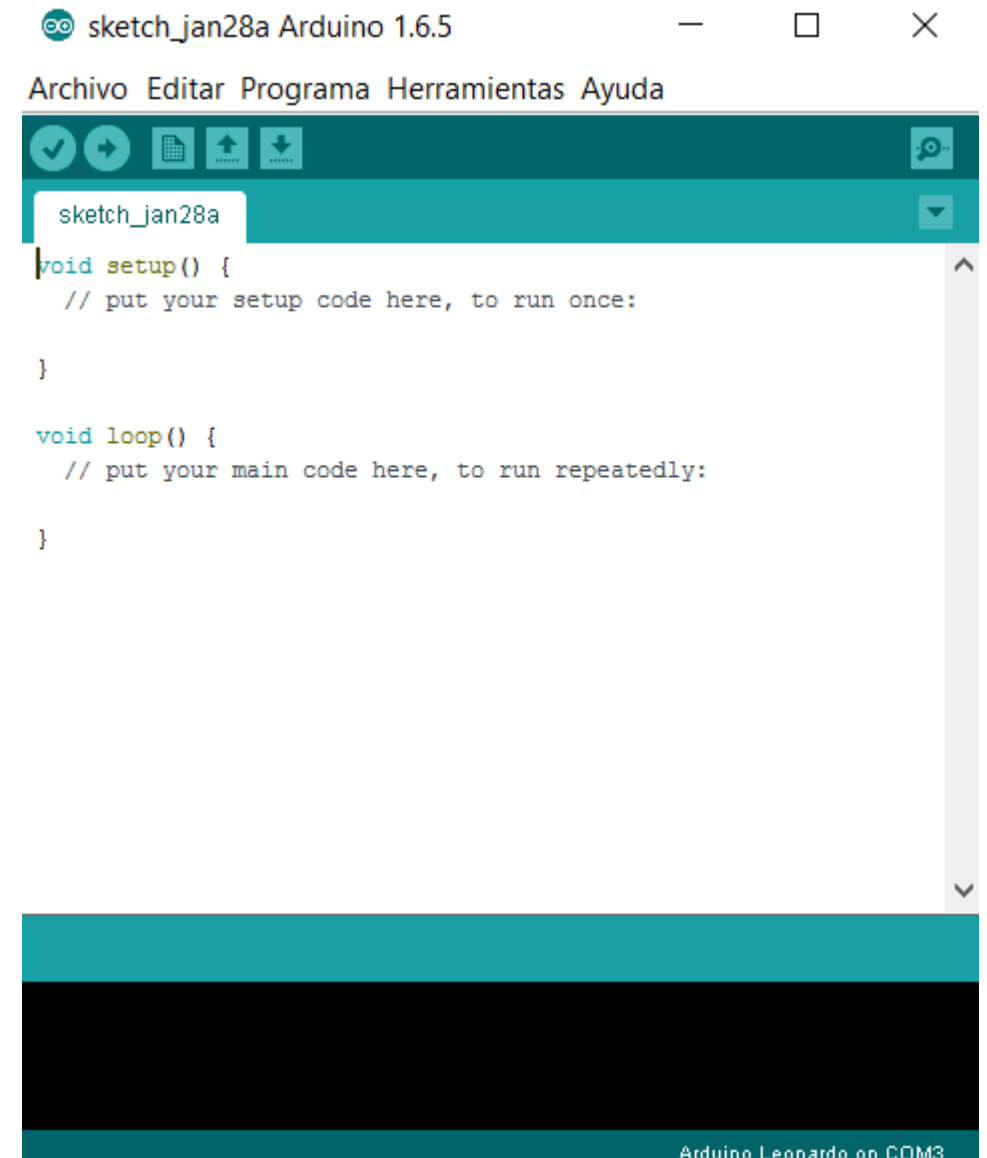 sketch_jan28a Arduino 1.6.5
Archivo Editar Programa Herramientas Ayuda
sketch_jan28a
void setup() {
  // put your setup code here, to run once:

}

void loop() {
  // put your main code here, to run repeatedly:

}
Arduino Leonardo on COM3